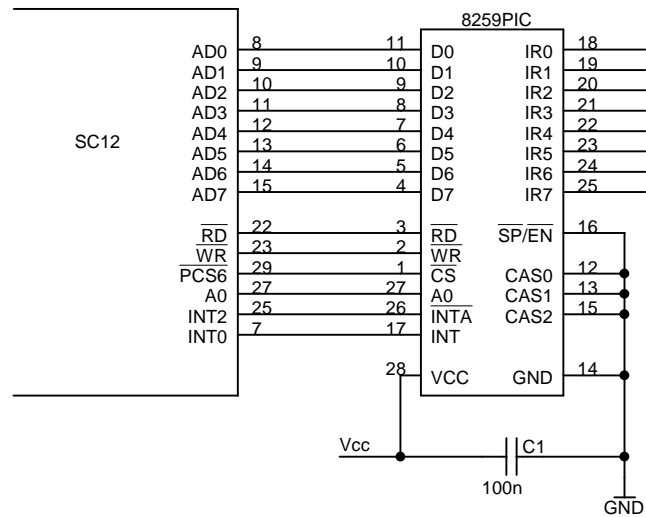 8259PIC
AD0 8 11 D0 IR0 18
AD1 9 10 D1 IR1 19
AD2 10 9 D2 IR2 20
AD3 11 8 D3 IR3 21
AD4 12 7 D4 IR4 22
SC12
AD5 13 6 D5 IR5 23
AD6 14 5 D6 IR6 24
AD7 15 4 D7 IR7 25
RD 22 3 RD SP/EN 16
WR 23 2 WR
PCS6 29 1 CS CAS0 12
A0 27 27 A0 CAS1 13
INT2 25 26 INTA CAS2 15
INT0 7 17 INT
28 VCC GND 14
Vcc C1
100n
GND